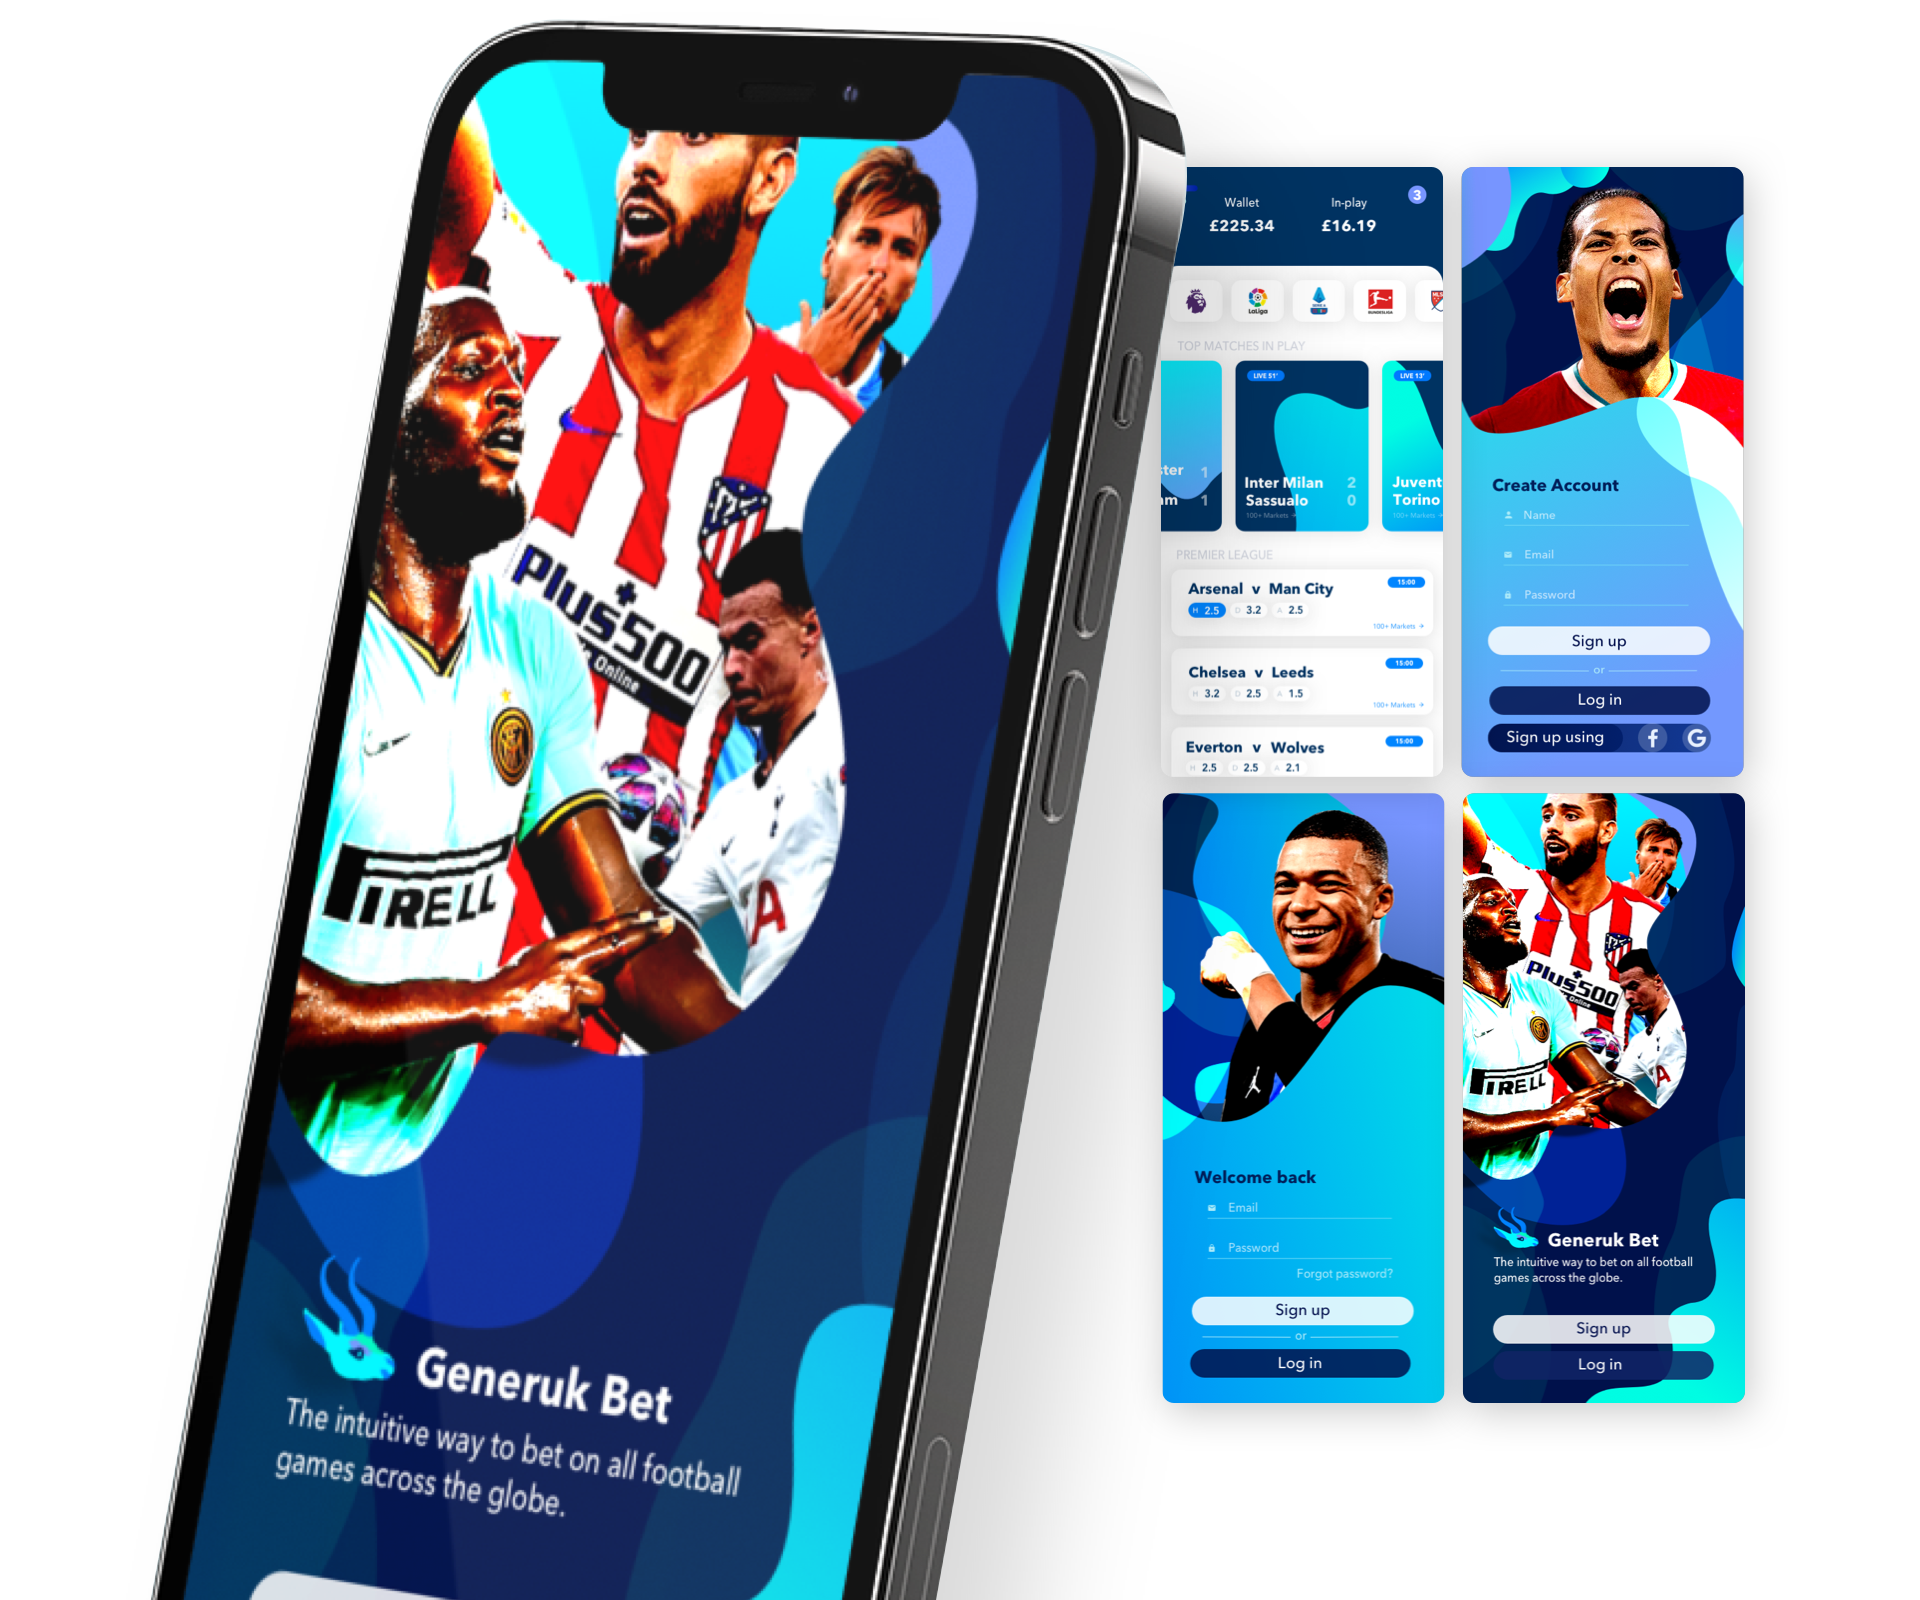 Plus500
Online
IRELL
A
Generuk Bet
The intuitive way to bet on all football
games across the globe.
Wallet
£225.34
In-play
£16.19
3
LaLiga
BUNDESLIGA
TOP MATCHES IN PLAY
ster 1
am 1
LIVE 51'
Inter Milan 2
Sassualo 0
100+ Markets →
LIVE 13'
Juvent
Torino
100+ Markets →
PREMIER LEAGUE
Arsenal v Man City
15:00
H 2.5 D 3.2 A 2.5
100+ Markets →
Chelsea v Leeds
15:00
H 3.2 D 2.5 A 1.5
100+ Markets →
Everton v Wolves
15:00
H 2.5 D 2.5 A 2.1
Create Account
Name
Email
Password
Sign up
or
Log in
Sign up using f G
Welcome back
Email
Password
Forgot password?
Sign up
or
Log in
Plus500
Online
IRELL
A
Generuk Bet
The intuitive way to bet on all football
games across the globe.
Sign up
Log in